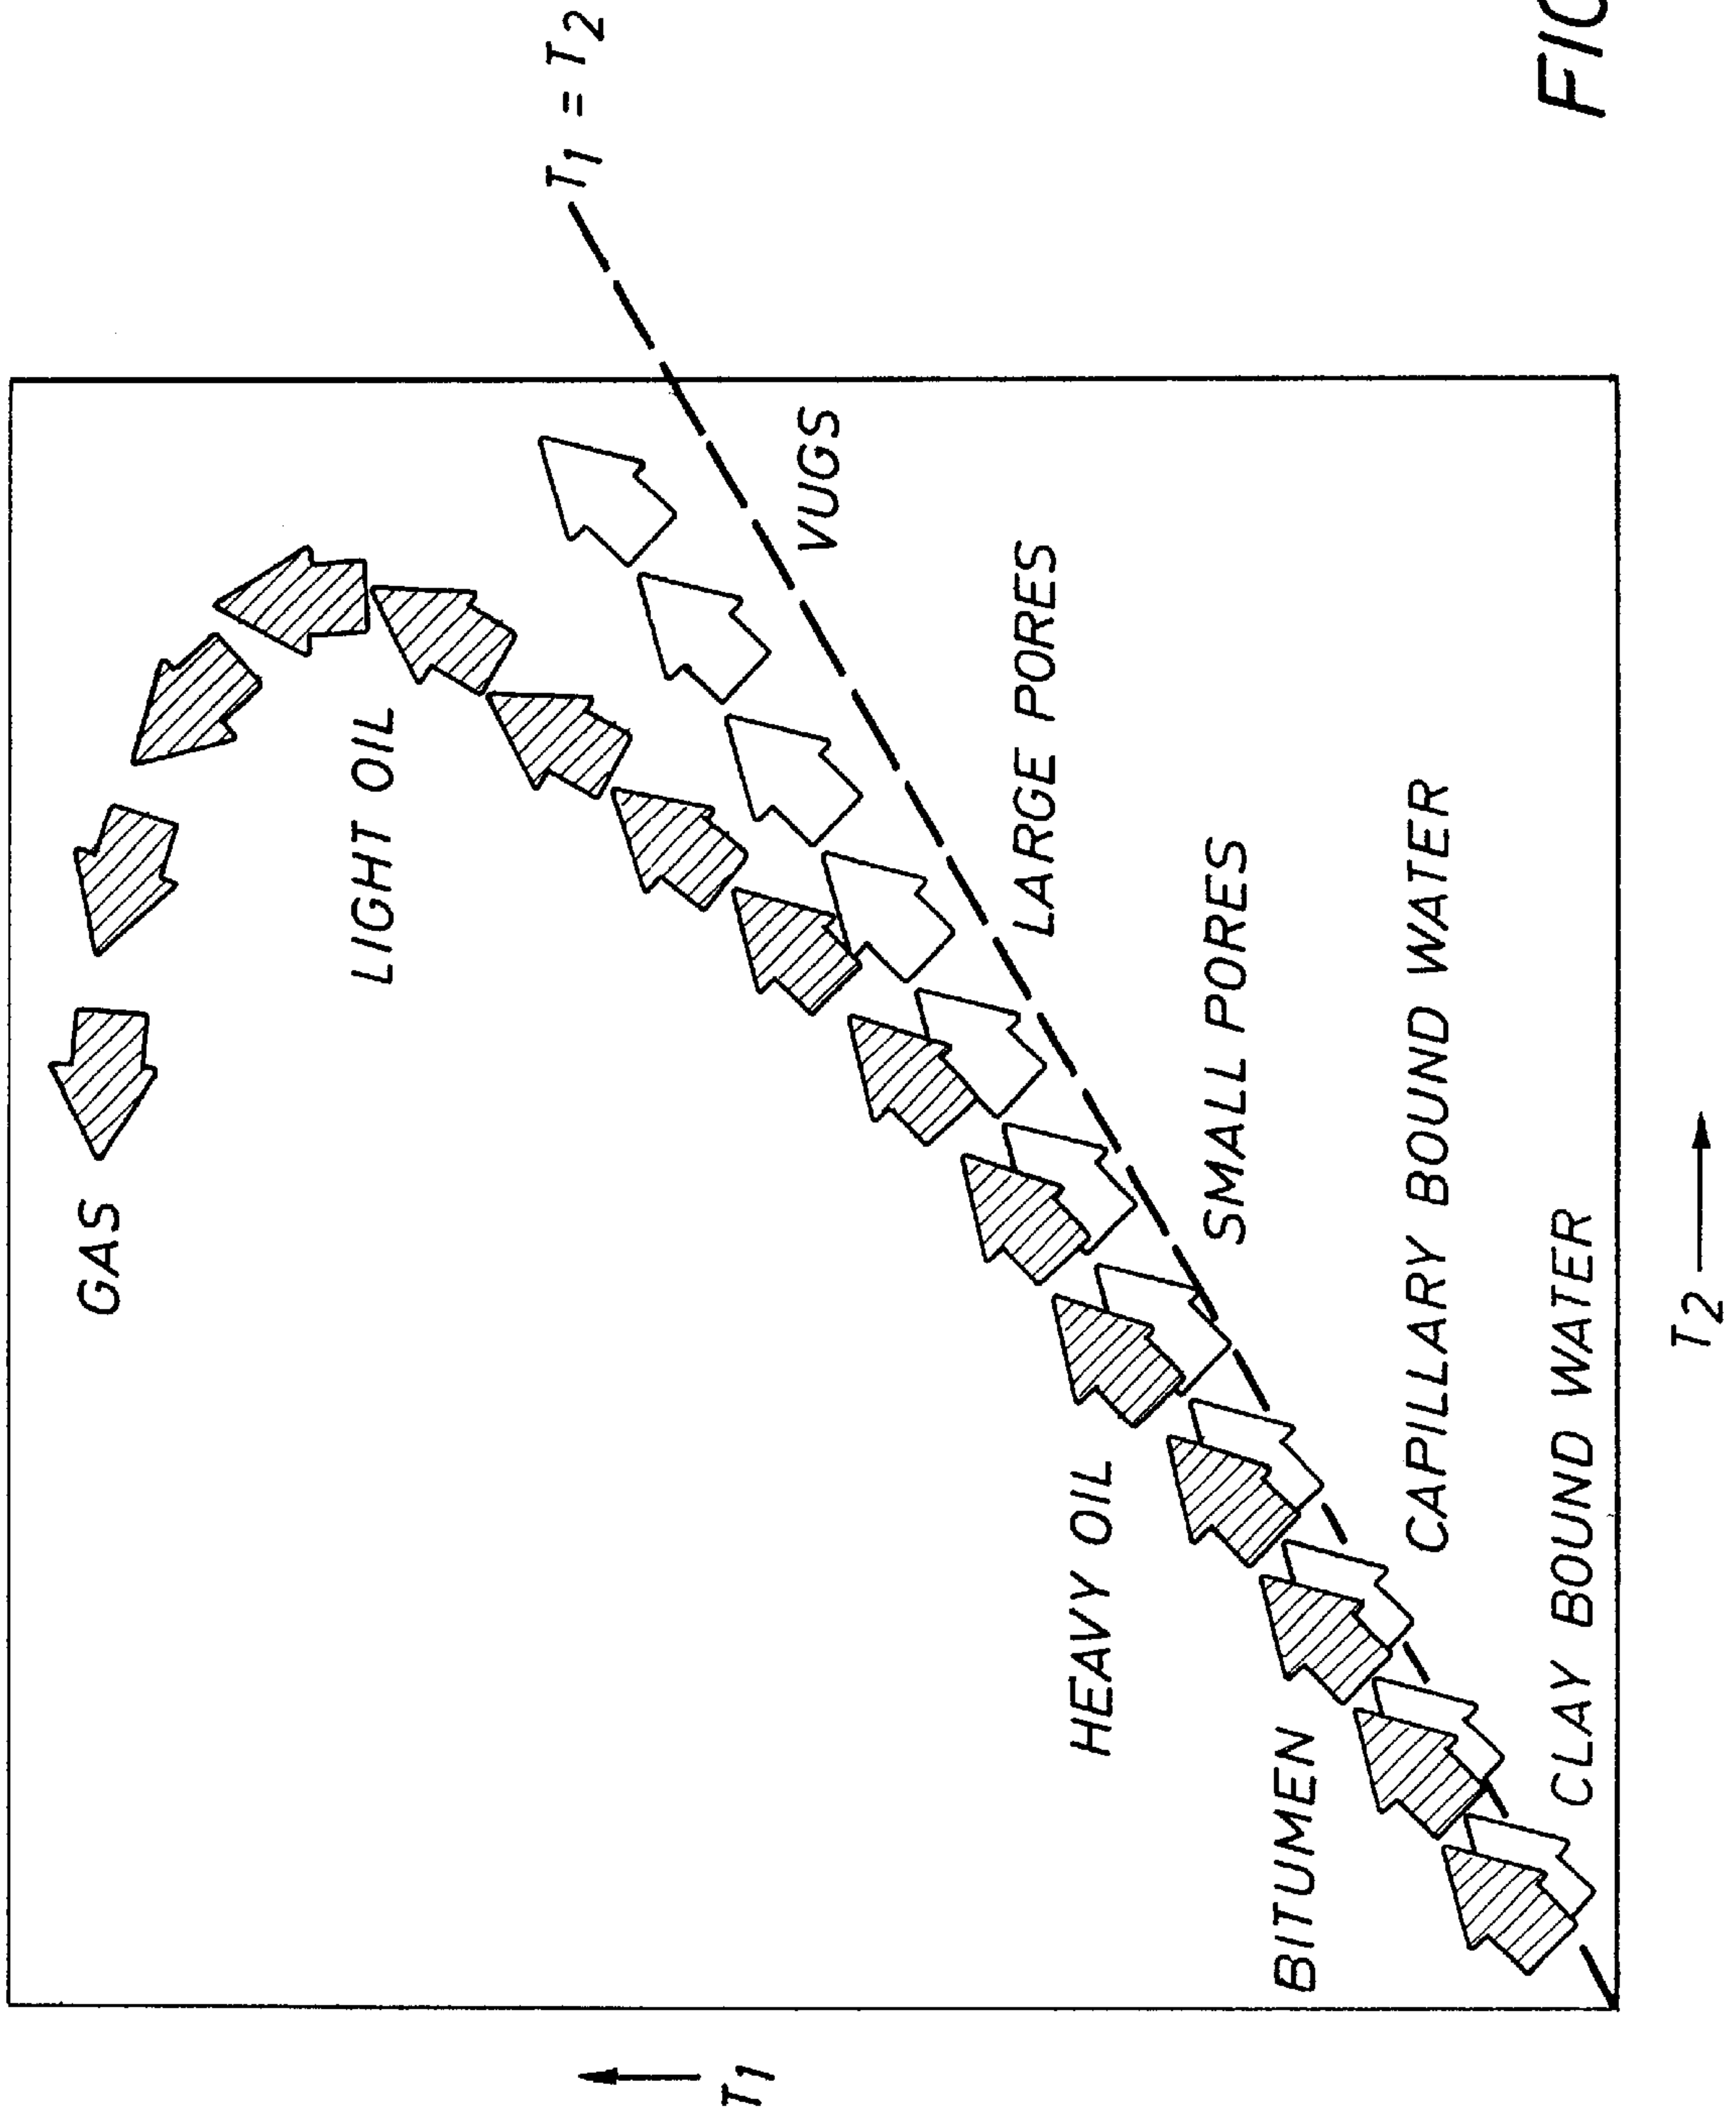 GAS
LIGHT OIL
T1 = T2
VUGS
LARGE PORES
HEAVY OIL
SMALL PORES
BITUMEN
CAPILLARY BOUND WATER
CLAY BOUND WATER
T1
T2